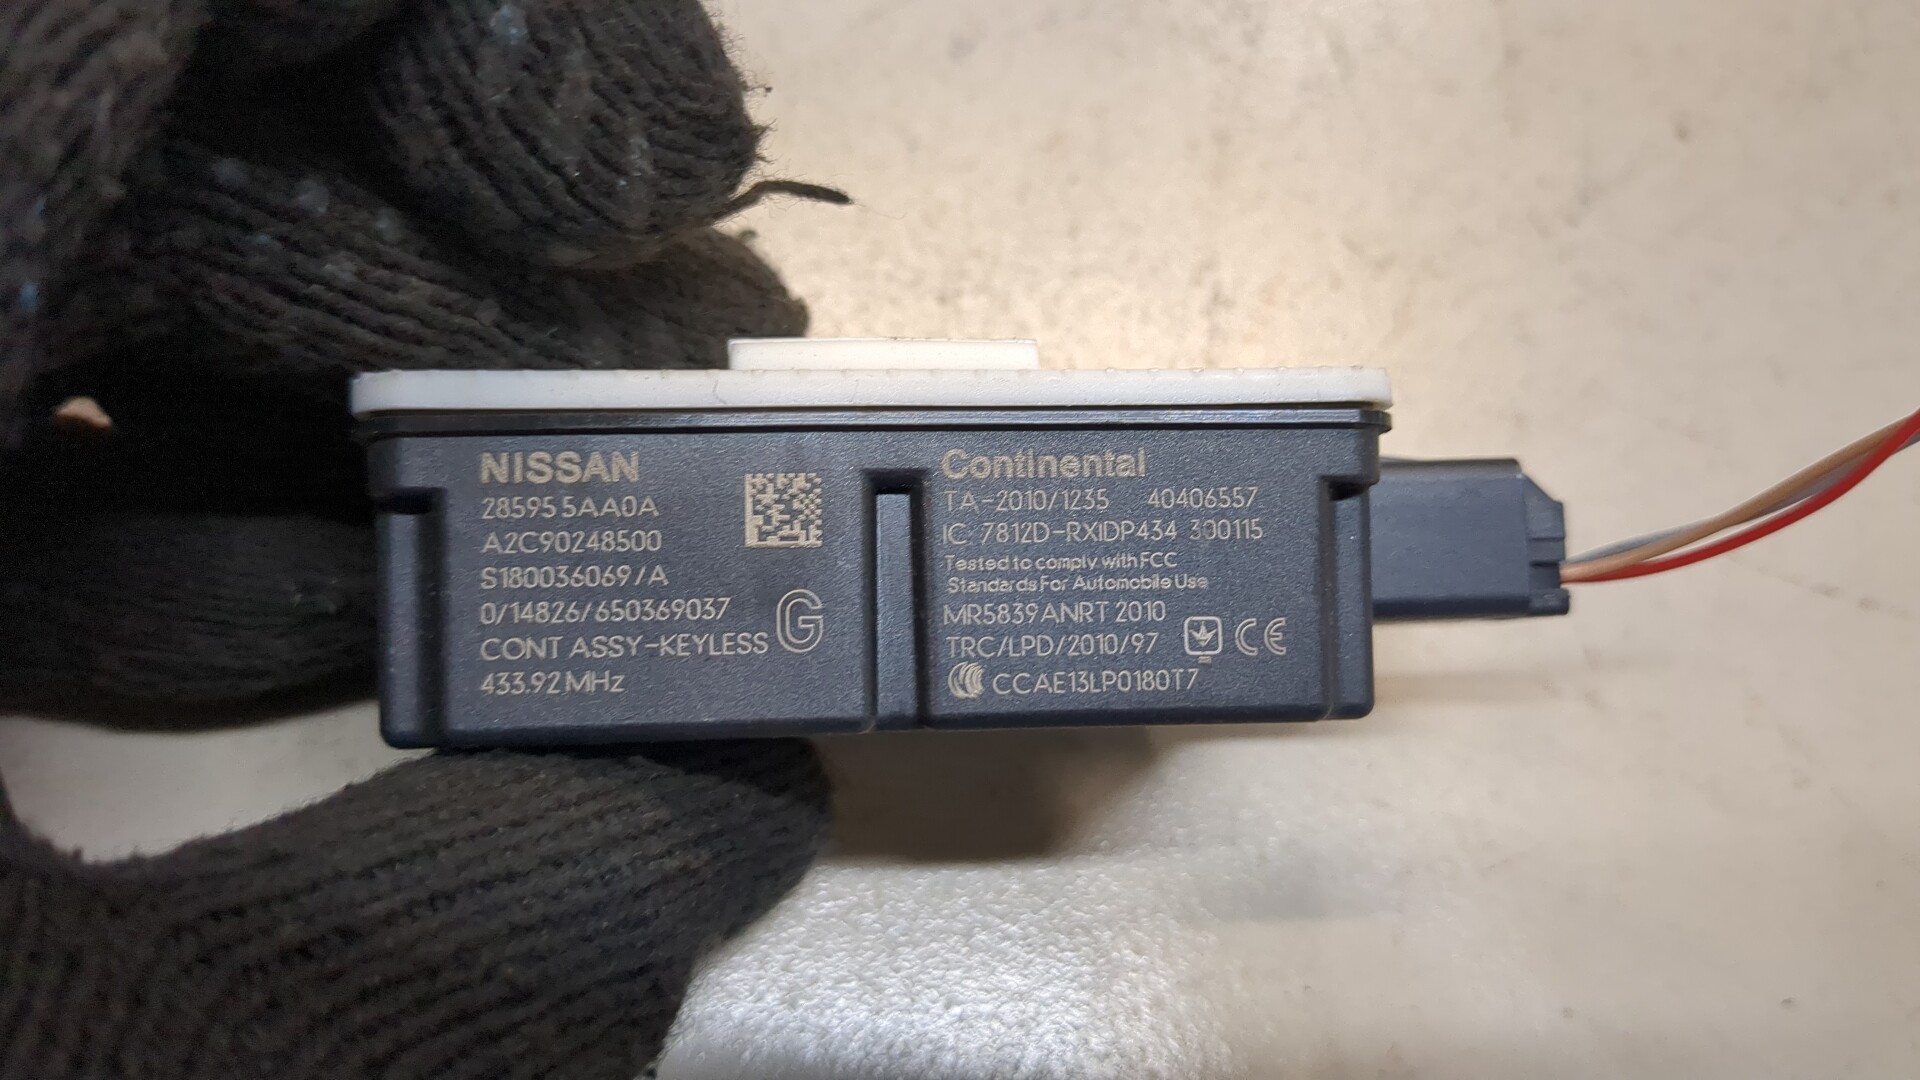 NISSAN
28595 5AA0A
A2C90248500
S180036069/A
0/14826/650369037
CONT ASSY-KEYLESS
433.92MHz
G
Continental
TA-2010/1235 40406557
IC: 7812D-RXIDP434 300115
Tested to comply with FCC
Standards For Automobile Use
MR5839ANRT 2010
TRC/LPD/2010/97 CE
CCAE13LP0180T7